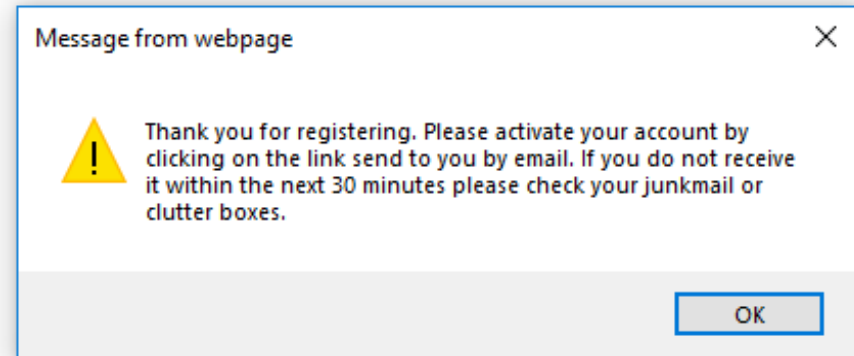 Message from webpage
Thank you for registering. Please activate your account by
clicking on the link send to you by email. If you do not receive
it within the next 30 minutes please check your junkmail or
clutter boxes.
OK